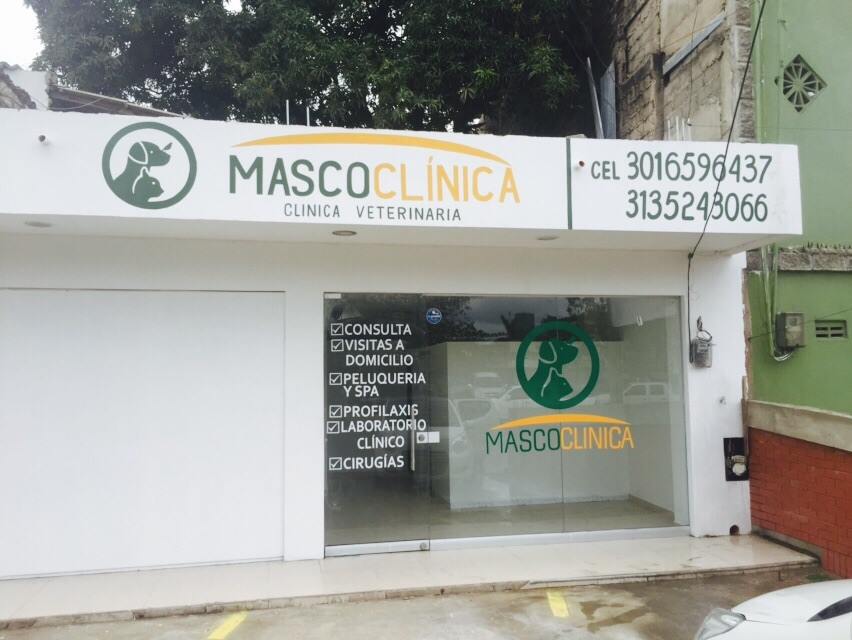 MASCOCLÍNICA
CLINICA VETERINARIA
CEL 3016596437
3135243066
CONSULTA
VISITAS A
DOMICILIO
PELUQUERIA
Y SPA
PROFILAXIS
LABORATORIO
CLÍNICO
CIRUGÍAS
MASCOCLINICA